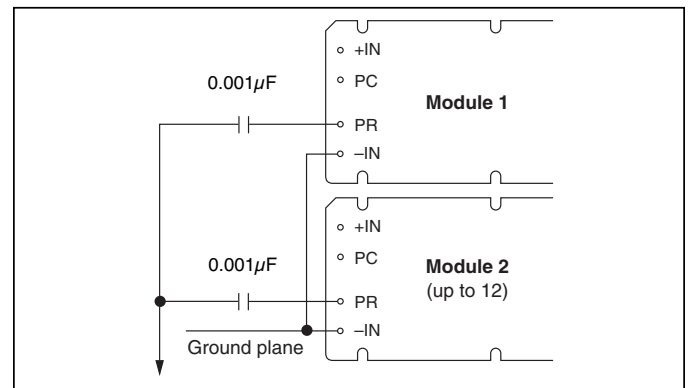 +IN
0.001µF
PC
Module 1
PR
–IN
+IN
0.001µF
PC
Module 2
(up to 12)
PR
–IN
Ground plane